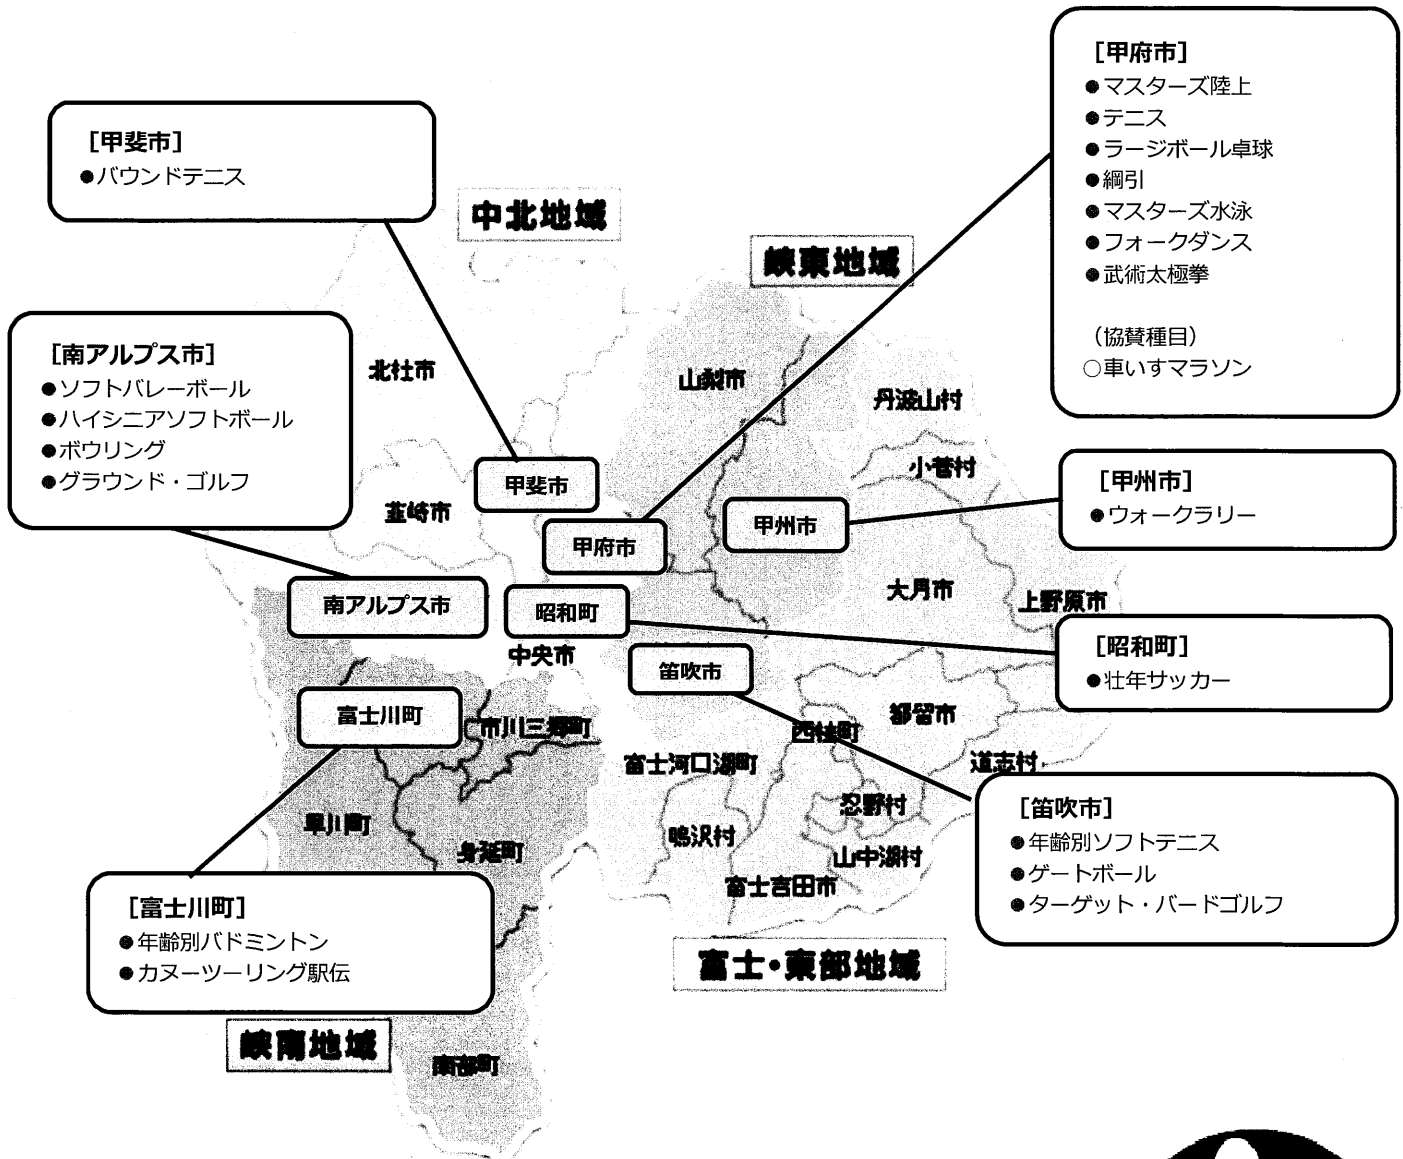 [甲府市]
●マスターズ陸上
●テニス
●ラージボール卓球
●綱引
●マスターズ水泳
●フォークダンス
●武術太極拳
（協賛種目）
○車いすマラソン
[甲斐市]
●バウンドテニス
中北地域
峡東地域
[南アルプス市]
●ソフトバレーボール
●ハイシニアソフトボール
●ボウリング
●グラウンド・ゴルフ
北杜市
山梨市
丹波山村
小菅村
[甲州市]
●ウォークラリー
甲斐市
韮崎市
甲州市
甲府市
大月市
上野原市
南アルプス市
昭和町
[昭和町]
●壮年サッカー
中央市
笛吹市
富士川町
市川三郷町
都留市
西桂町
富士河口湖町
道志村
[笛吹市]
●年齢別ソフトテニス
●ゲートボール
●ターゲット・バードゴルフ
忍野村
早川町
鳴沢村
身延町
山中湖村
富士吉田市
[富士川町]
●年齢別バドミントン
●カヌーツーリング駅伝
富士・東部地域
峡南地域
南部町